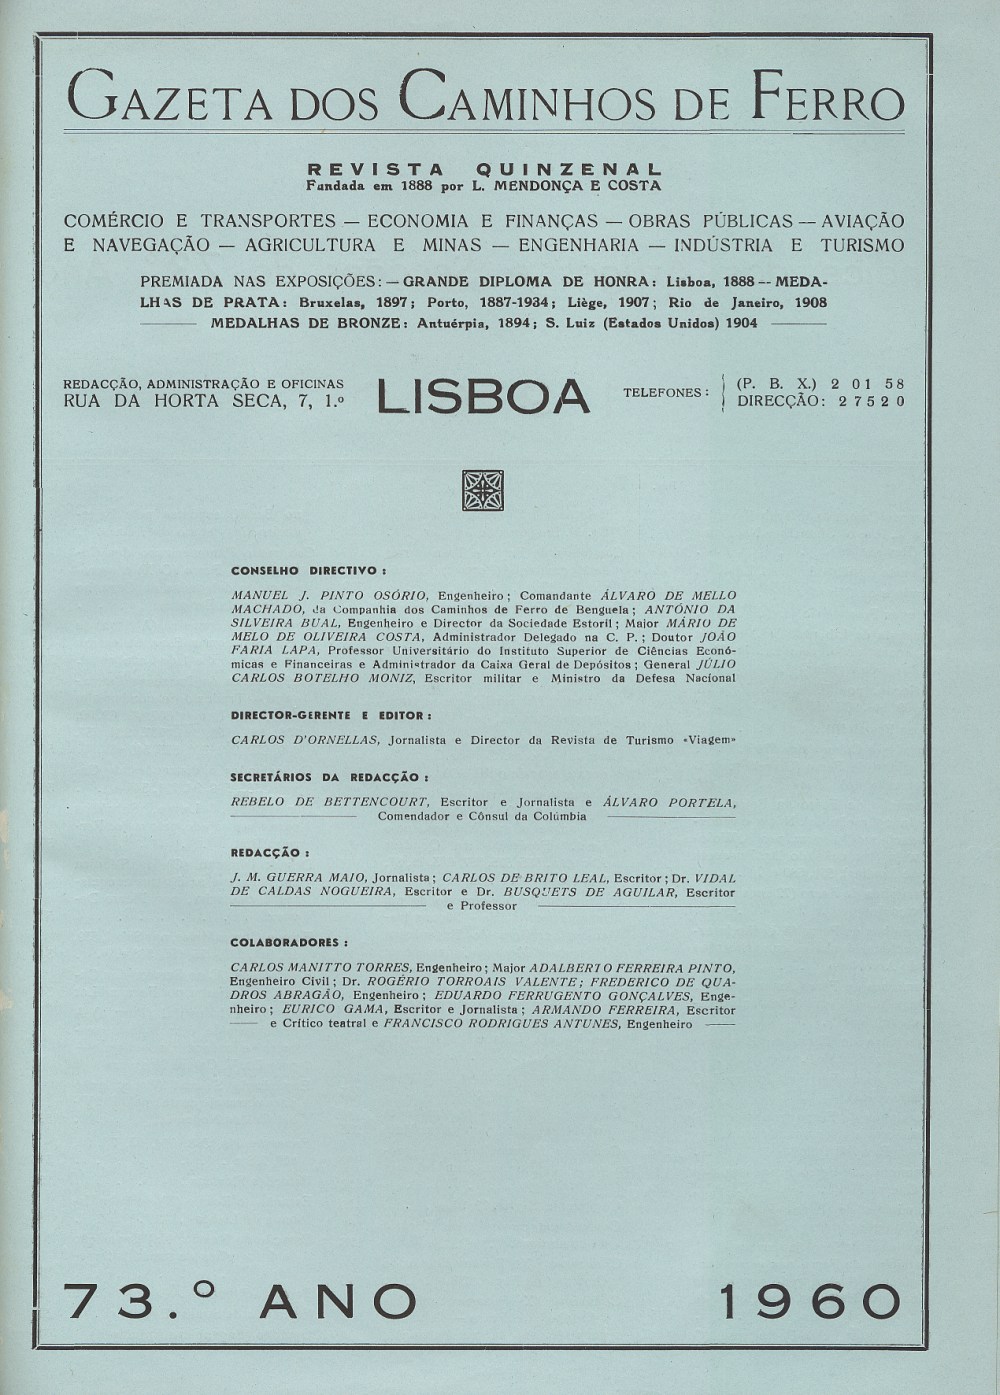 GAZETA DOS CAMINHOS DE FERRO
REVISTA QUINZENAL
Fundada em 1888 por L. MENDONÇA E COSTA
COMÉRCIO E TRANSPORTES — ECONOMIA E FINANÇAS — OBRAS PÚBLICAS — AVIAÇÃO
E NAVEGAÇÃO — AGRICULTURA E MINAS — ENGENHARIA — INDÚSTRIA E TURISMO
PREMIADA NAS EXPOSIÇÕES: — GRANDE DIPLOMA DE HONRA: Lisboa, 1888 — MEDA-
LHAS DE PRATA: Bruxelas, 1897; Porto, 1887-1934; Liège, 1907; Rio de Janeiro, 1908
MEDALHAS DE BRONZE: Antuérpia, 1894; S. Luiz (Estados Unidos) 1904
REDACÇÃO, ADMINISTRAÇÃO E OFICINAS
RUA DA HORTA SECA, 7, 1.º
LISBOA
TELEFONES:
(P. B. X.) 2 01 58
DIRECÇÃO: 2 7 5 2 0
CONSELHO DIRECTIVO:
MANUEL J. PINTO OSÓRIO, Engenheiro; Comandante ÁLVARO DE MELLO
MACHADO, da Companhia dos Caminhos de Ferro de Benguela; ANTÓNIO DA
SILVEIRA BUAL, Engenheiro e Director da Sociedade Estoril; Major MÁRIO DE
MELO DE OLIVEIRA COSTA, Administrador Delegado na C. P.; Doutor JOÃO
FARIA LAPA, Professor Universitário do Instituto Superior de Ciências Econó-
micas e Financeiras e Administrador da Caixa Geral de Depósitos; General JÚLIO
CARLOS BOTELHO MONIZ, Escritor militar e Ministro da Defesa Nacional
DIRECTOR-GERENTE E EDITOR:
CARLOS D'ORNELLAS, Jornalista e Director da Revista de Turismo «Viagem»
SECRETÁRIOS DA REDACÇÃO:
REBELO DE BETTENCOURT, Escritor e Jornalista e ÁLVARO PORTELA,
Comendador e Cônsul da Colúmbia
REDACÇÃO:
J. M. GUERRA MAIO, Jornalista; CARLOS DE BRITO LEAL, Escritor; Dr. VIDAL
DE CALDAS NOGUEIRA, Escritor e Dr. BUSQUETS DE AGUILAR, Escritor
e Professor
COLABORADORES:
CARLOS MANITTO TORRES, Engenheiro; Major ADALBERTO FERREIRA PINTO,
Engenheiro Civil; Dr. ROGÉRIO TORROAIS VALENTE; FREDERICO DE QUA-
DROS ABRAGÃO, Engenheiro; EDUARDO FERRUGENTO GONÇALVES, Enge-
nheiro; EURICO GAMA, Escritor e Jornalista; ARMANDO FERREIRA, Escritor
e Crítico teatral e FRANCISCO RODRIGUES ANTUNES, Engenheiro
73.º ANO 1960